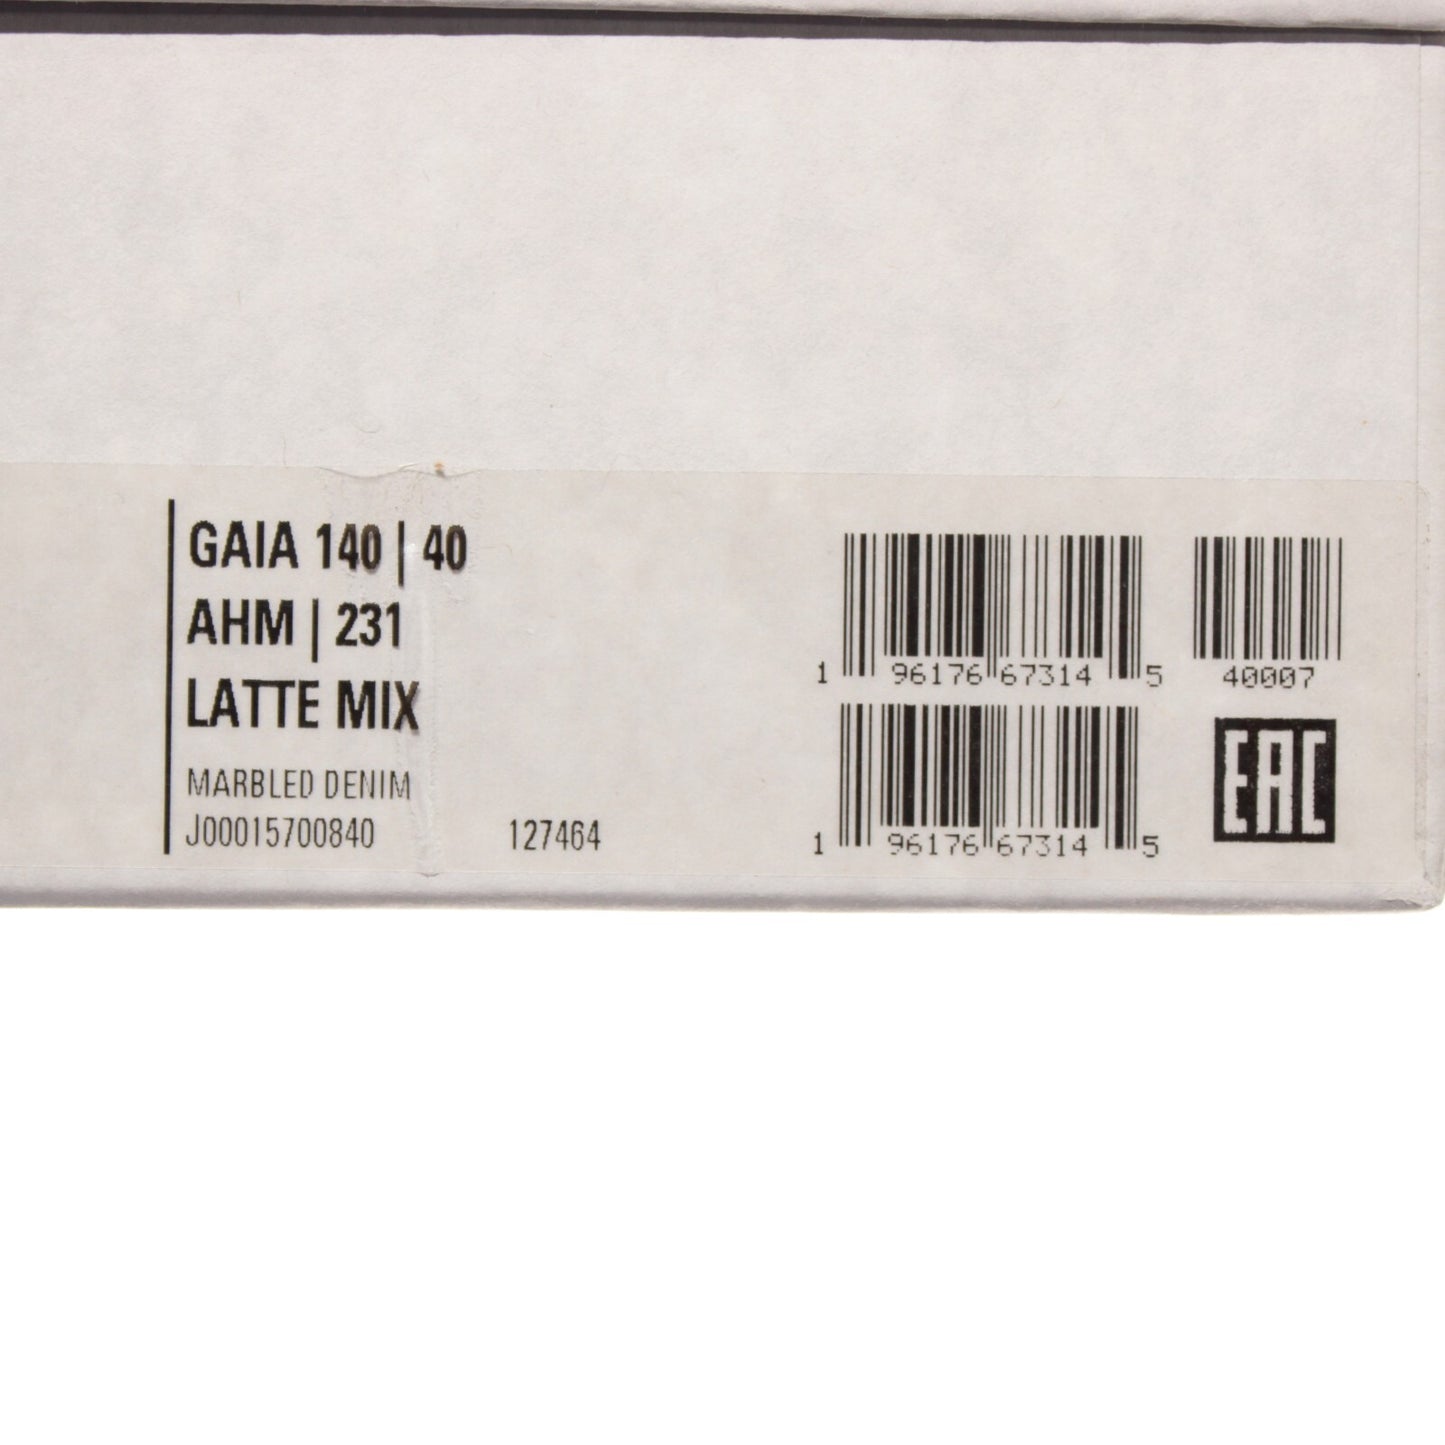 GAIA 140 | 40
AHM | 231
LATTE MIX
MARBLED DENIM
J00015700840
127464
1 96176 67314 5
40007
1 96176 67314 5
EAC